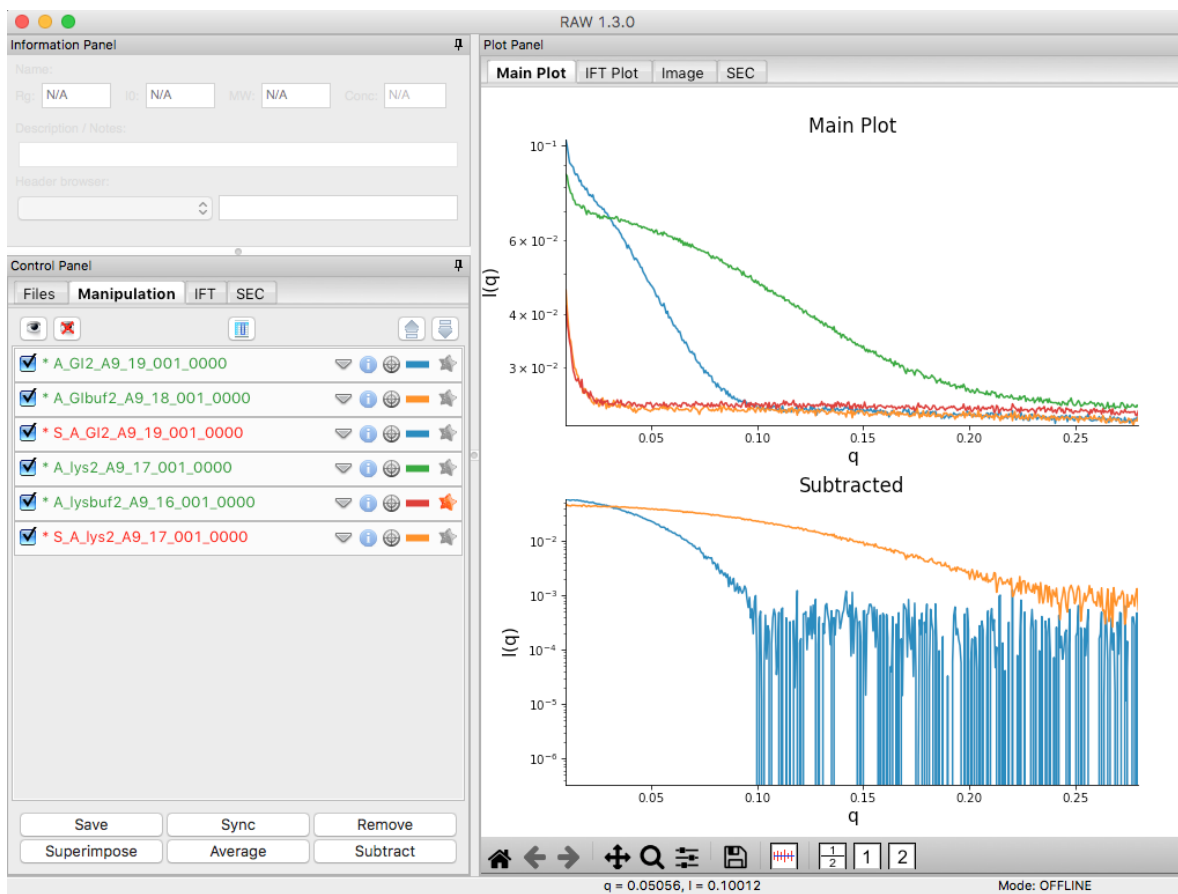 RAW 1.3.0
Information Panel
Name:
Rg: N/A I0: N/A MW: N/A Conc: N/A
Description / Notes:
Header browser:
Control Panel
Files Manipulation IFT SEC
* A_GI2_A9_19_001_0000
* A_GIbuf2_A9_18_001_0000
* S_A_GI2_A9_19_001_0000
* A_lys2_A9_17_001_0000
* A_lysbuf2_A9_16_001_0000
* S_A_lys2_A9_17_001_0000
Save Sync Remove
Superimpose Average Subtract
Plot Panel
Main Plot IFT Plot Image SEC
Main Plot
10⁻¹
6 × 10⁻²
4 × 10⁻²
3 × 10⁻²
I(q)
0.05 0.10 0.15 0.20 0.25
q
Subtracted
10⁻²
10⁻³
10⁻⁴
10⁻⁵
10⁻⁶
I(q)
0.05 0.10 0.15 0.20 0.25
q
1 2 1 2
q = 0.05056, I = 0.10012 Mode: OFFLINE